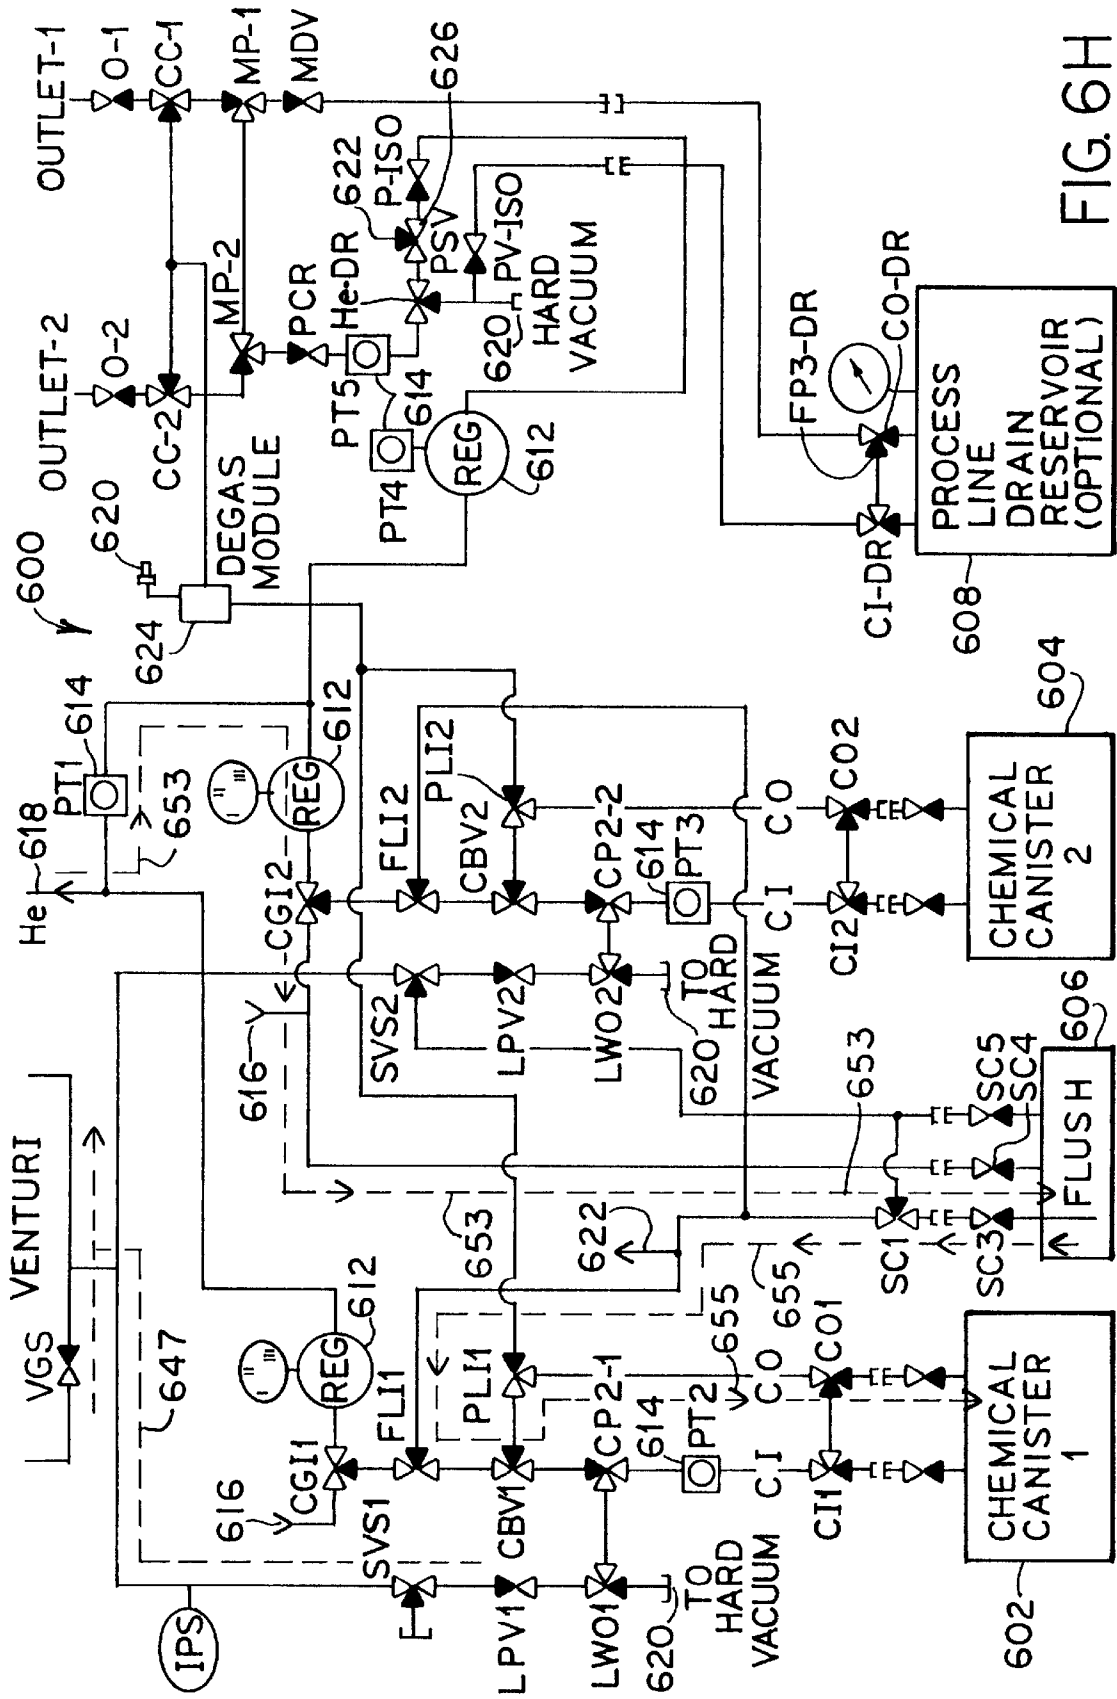 VENTURI
VGS
IPS
647
616
CGI1
SVS1
REG
612
FLI1
LPV1
CBV1
PLI1
LWO1
CP2-1
620
TO
HARD
VACUUM
614
PT2
655
CI
CO
CI1
CO1
602
CHEMICAL
CANISTER
1
He
618
PT1
614
653
616
CGI2
REG
612
653
622
SVS2
FLI2
LPV2
CBV2
PLI2
LWO2
CP2-2
620
TO
HARD
VACUUM
614
PT3
CI
CO
CI2
CO2
655
653
SC1
SC3
SC5
SC4
606
FLUSH
604
CHEMICAL
CANISTER
2
600
620
624
DEGAS
MODULE
OUTLET-2
OUTLET-1
O-2
O-1
CC-2
CC-1
MP-2
MP-1
PCR
MDV
PT5
He-DR
622
P-ISO
PT4
614
PSV
626
REG
612
620
PV-ISO
HARD
VACUUM
FP3-DR
CI-DR
CO-DR
608
PROCESS
LINE
DRAIN
RESERVOIR
(OPTIONAL)
FIG. 6H